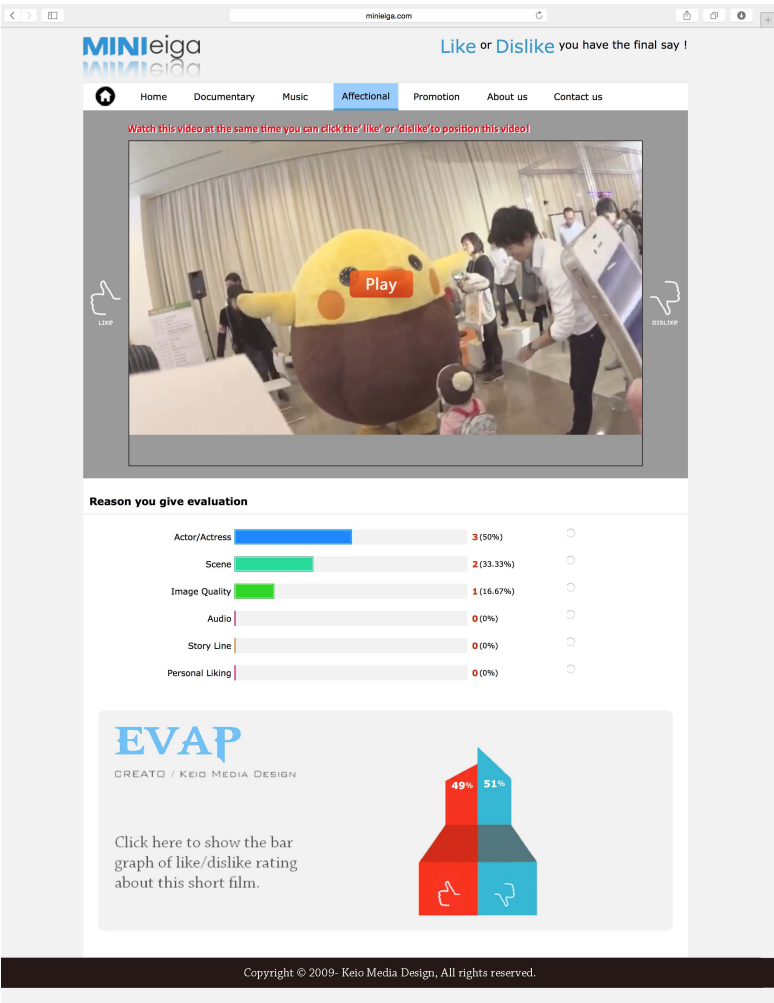 minieiga.com
MINIeiga
Like or Dislike you have the final say !
Home Documentary Music Affectional Promotion About us Contact us
Watch this video at the same time you can click the' like' or 'dislike'to position this video!
Play
LIKE
DISLIKE
Reason you give evaluation
Actor/Actress 3 (50%)
Scene 2 (33.33%)
Image Quality 1 (16.67%)
Audio 0 (0%)
Story Line 0 (0%)
Personal Liking 0 (0%)
EVAP
CREATO / KEIO MEDIA DESIGN
49% 51%
Click here to show the bar
graph of like/dislike rating
about this short film.
Copyright © 2009- Keio Media Design, All rights reserved.